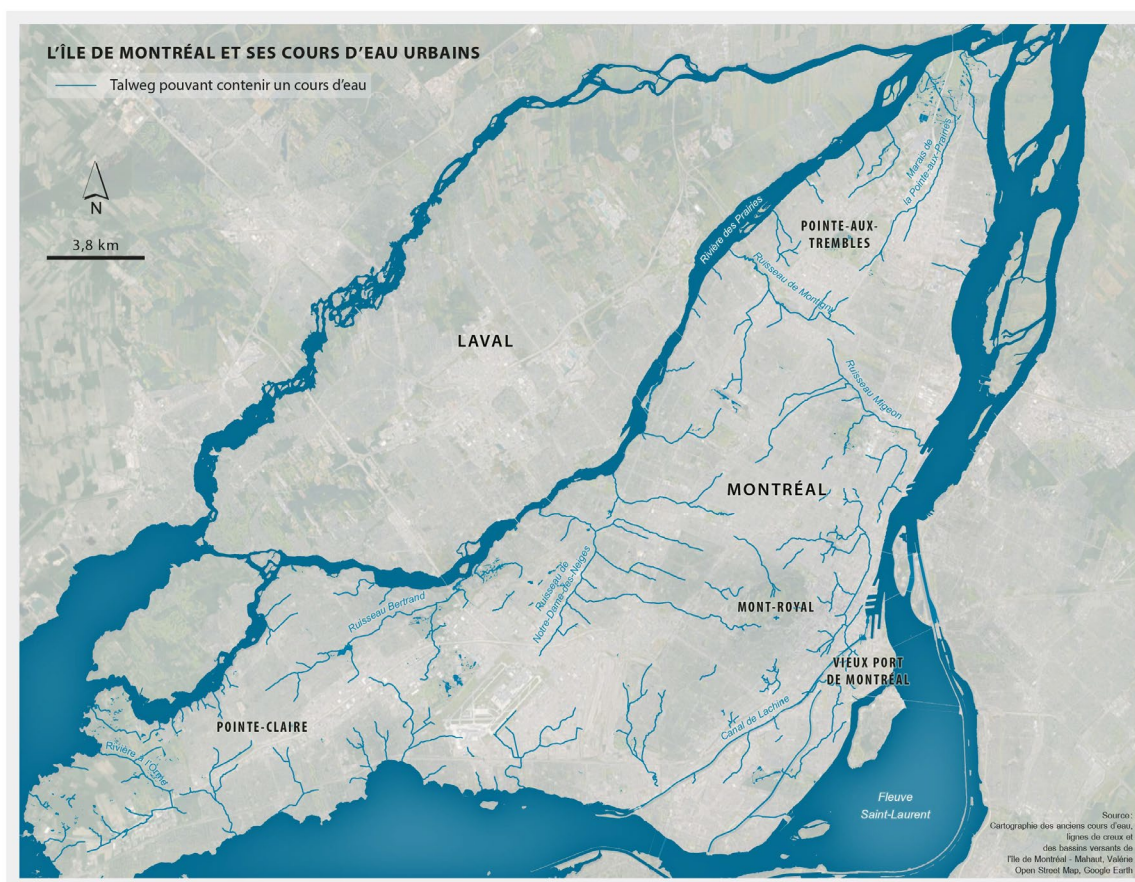 L'ÎLE DE MONTRÉAL ET SES COURS D'EAU URBAINS
Talweg pouvant contenir un cours d'eau
N
3,8 km
Marais de
la Pointe-aux-Prairies
Rivière des Prairies
POINTE-AUX-
TREMBLES
Ruisseau de Montigny
LAVAL
Ruisseau Migeon
MONTRÉAL
Ruisseau de
Notre-Dame-des-Neiges
Ruisseau Bertrand
MONT-ROYAL
VIEUX PORT
DE MONTRÉAL
Canal de Lachine
POINTE-CLAIRE
Rivière à l'Orme
Fleuve
Saint-Laurent
Source:
Cartographie des anciens cours d'eau,
lignes de creux et
des bassins versants de
l'île de Montréal - Mahaut, Valérie
Open Street Map, Google Earth